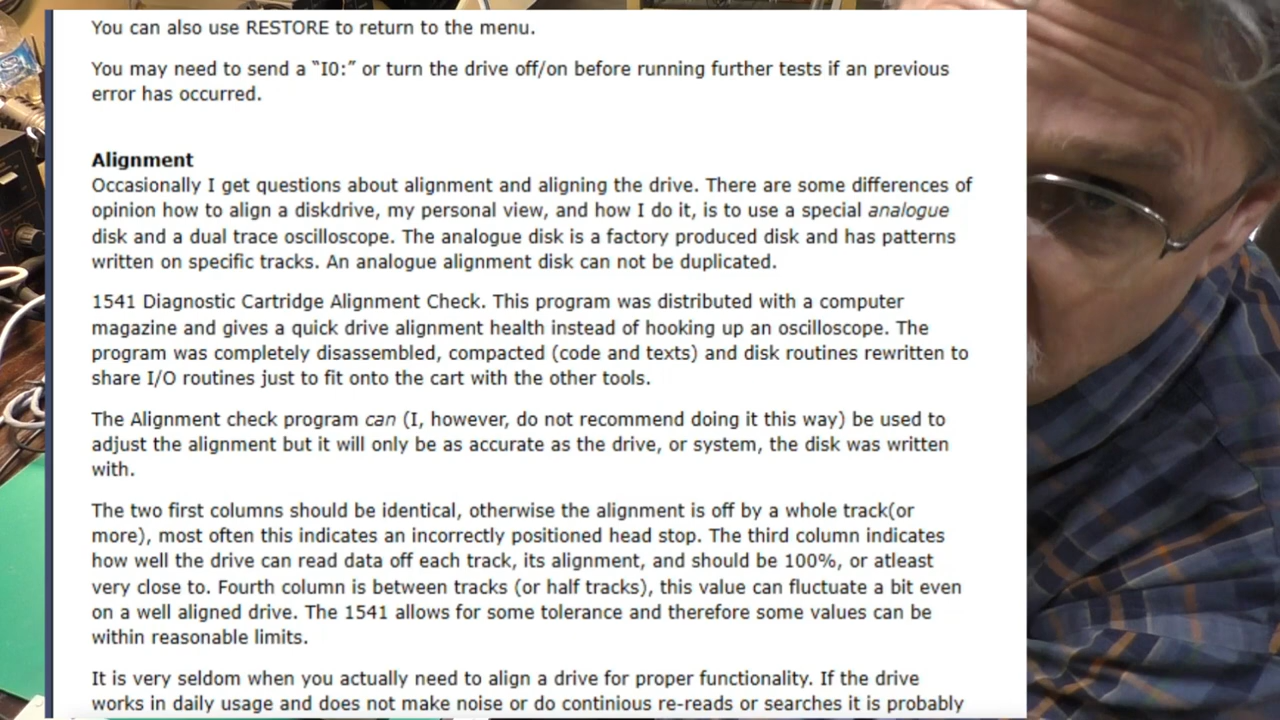 You can also use RESTORE to return to the menu.
You may need to send a “I0:” or turn the drive off/on before running further tests if an previous
error has occurred.
Alignment
Occasionally I get questions about alignment and aligning the drive. There are some differences of
opinion how to align a diskdrive, my personal view, and how I do it, is to use a special analogue
disk and a dual trace oscilloscope. The analogue disk is a factory produced disk and has patterns
written on specific tracks. An analogue alignment disk can not be duplicated.
1541 Diagnostic Cartridge Alignment Check. This program was distributed with a computer
magazine and gives a quick drive alignment health instead of hooking up an oscilloscope. The
program was completely disassembled, compacted (code and texts) and disk routines rewritten to
share I/O routines just to fit onto the cart with the other tools.
The Alignment check program can (I, however, do not recommend doing it this way) be used to
adjust the alignment but it will only be as accurate as the drive, or system, the disk was written
with.
The two first columns should be identical, otherwise the alignment is off by a whole track(or
more), most often this indicates an incorrectly positioned head stop. The third column indicates
how well the drive can read data off each track, its alignment, and should be 100%, or atleast
very close to. Fourth column is between tracks (or half tracks), this value can fluctuate a bit even
on a well aligned drive. The 1541 allows for some tolerance and therefore some values can be
within reasonable limits.
It is very seldom when you actually need to align a drive for proper functionality. If the drive
works in daily usage and does not make noise or do continious re-reads or searches it is probably